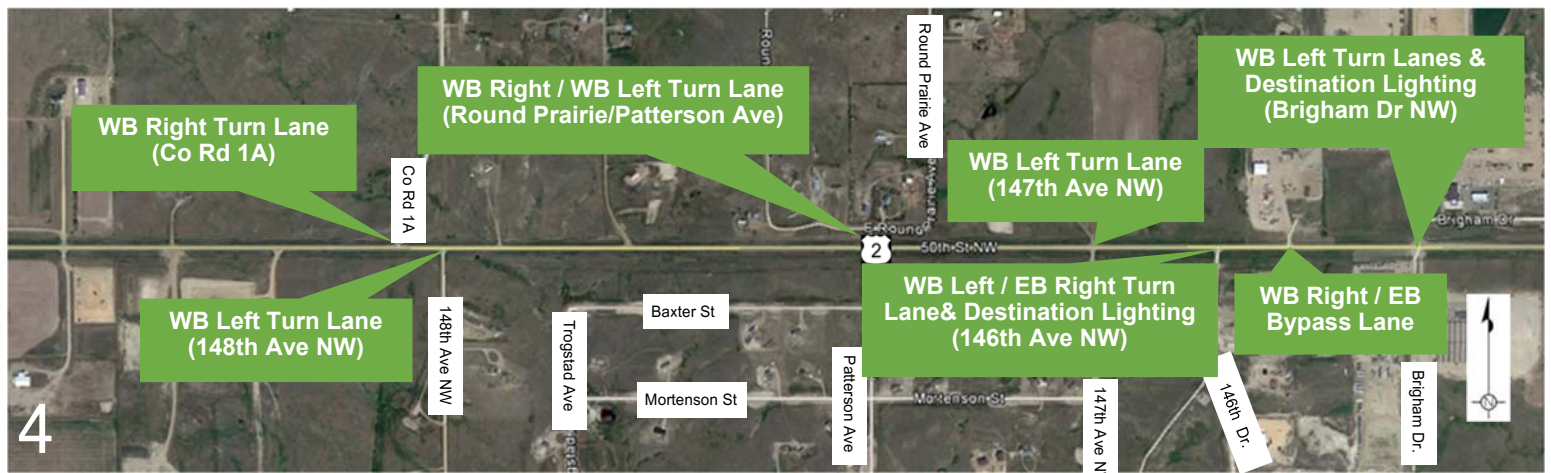 WB Right Turn Lane
(Co Rd 1A)
WB Right / WB Left Turn Lane
(Round Prairie/Patterson Ave)
WB Left Turn Lanes &
Destination Lighting
(Brigham Dr NW)
WB Left Turn Lane
(147th Ave NW)
Roun
Round Prairie Ave
Co Rd 1A
E Round
2
50th St NW
Brigham Dr
WB Left Turn Lane
(148th Ave NW)
WB Left / EB Right Turn
Lane& Destination Lighting
(146th Ave NW)
WB Right / EB
Bypass Lane
148th Ave NW
Trogstad Ave
Baxter St
Mortenson St
Patterson Ave
Mortenson St
147th Ave N
146th Dr.
Brigham Dr.
N
4